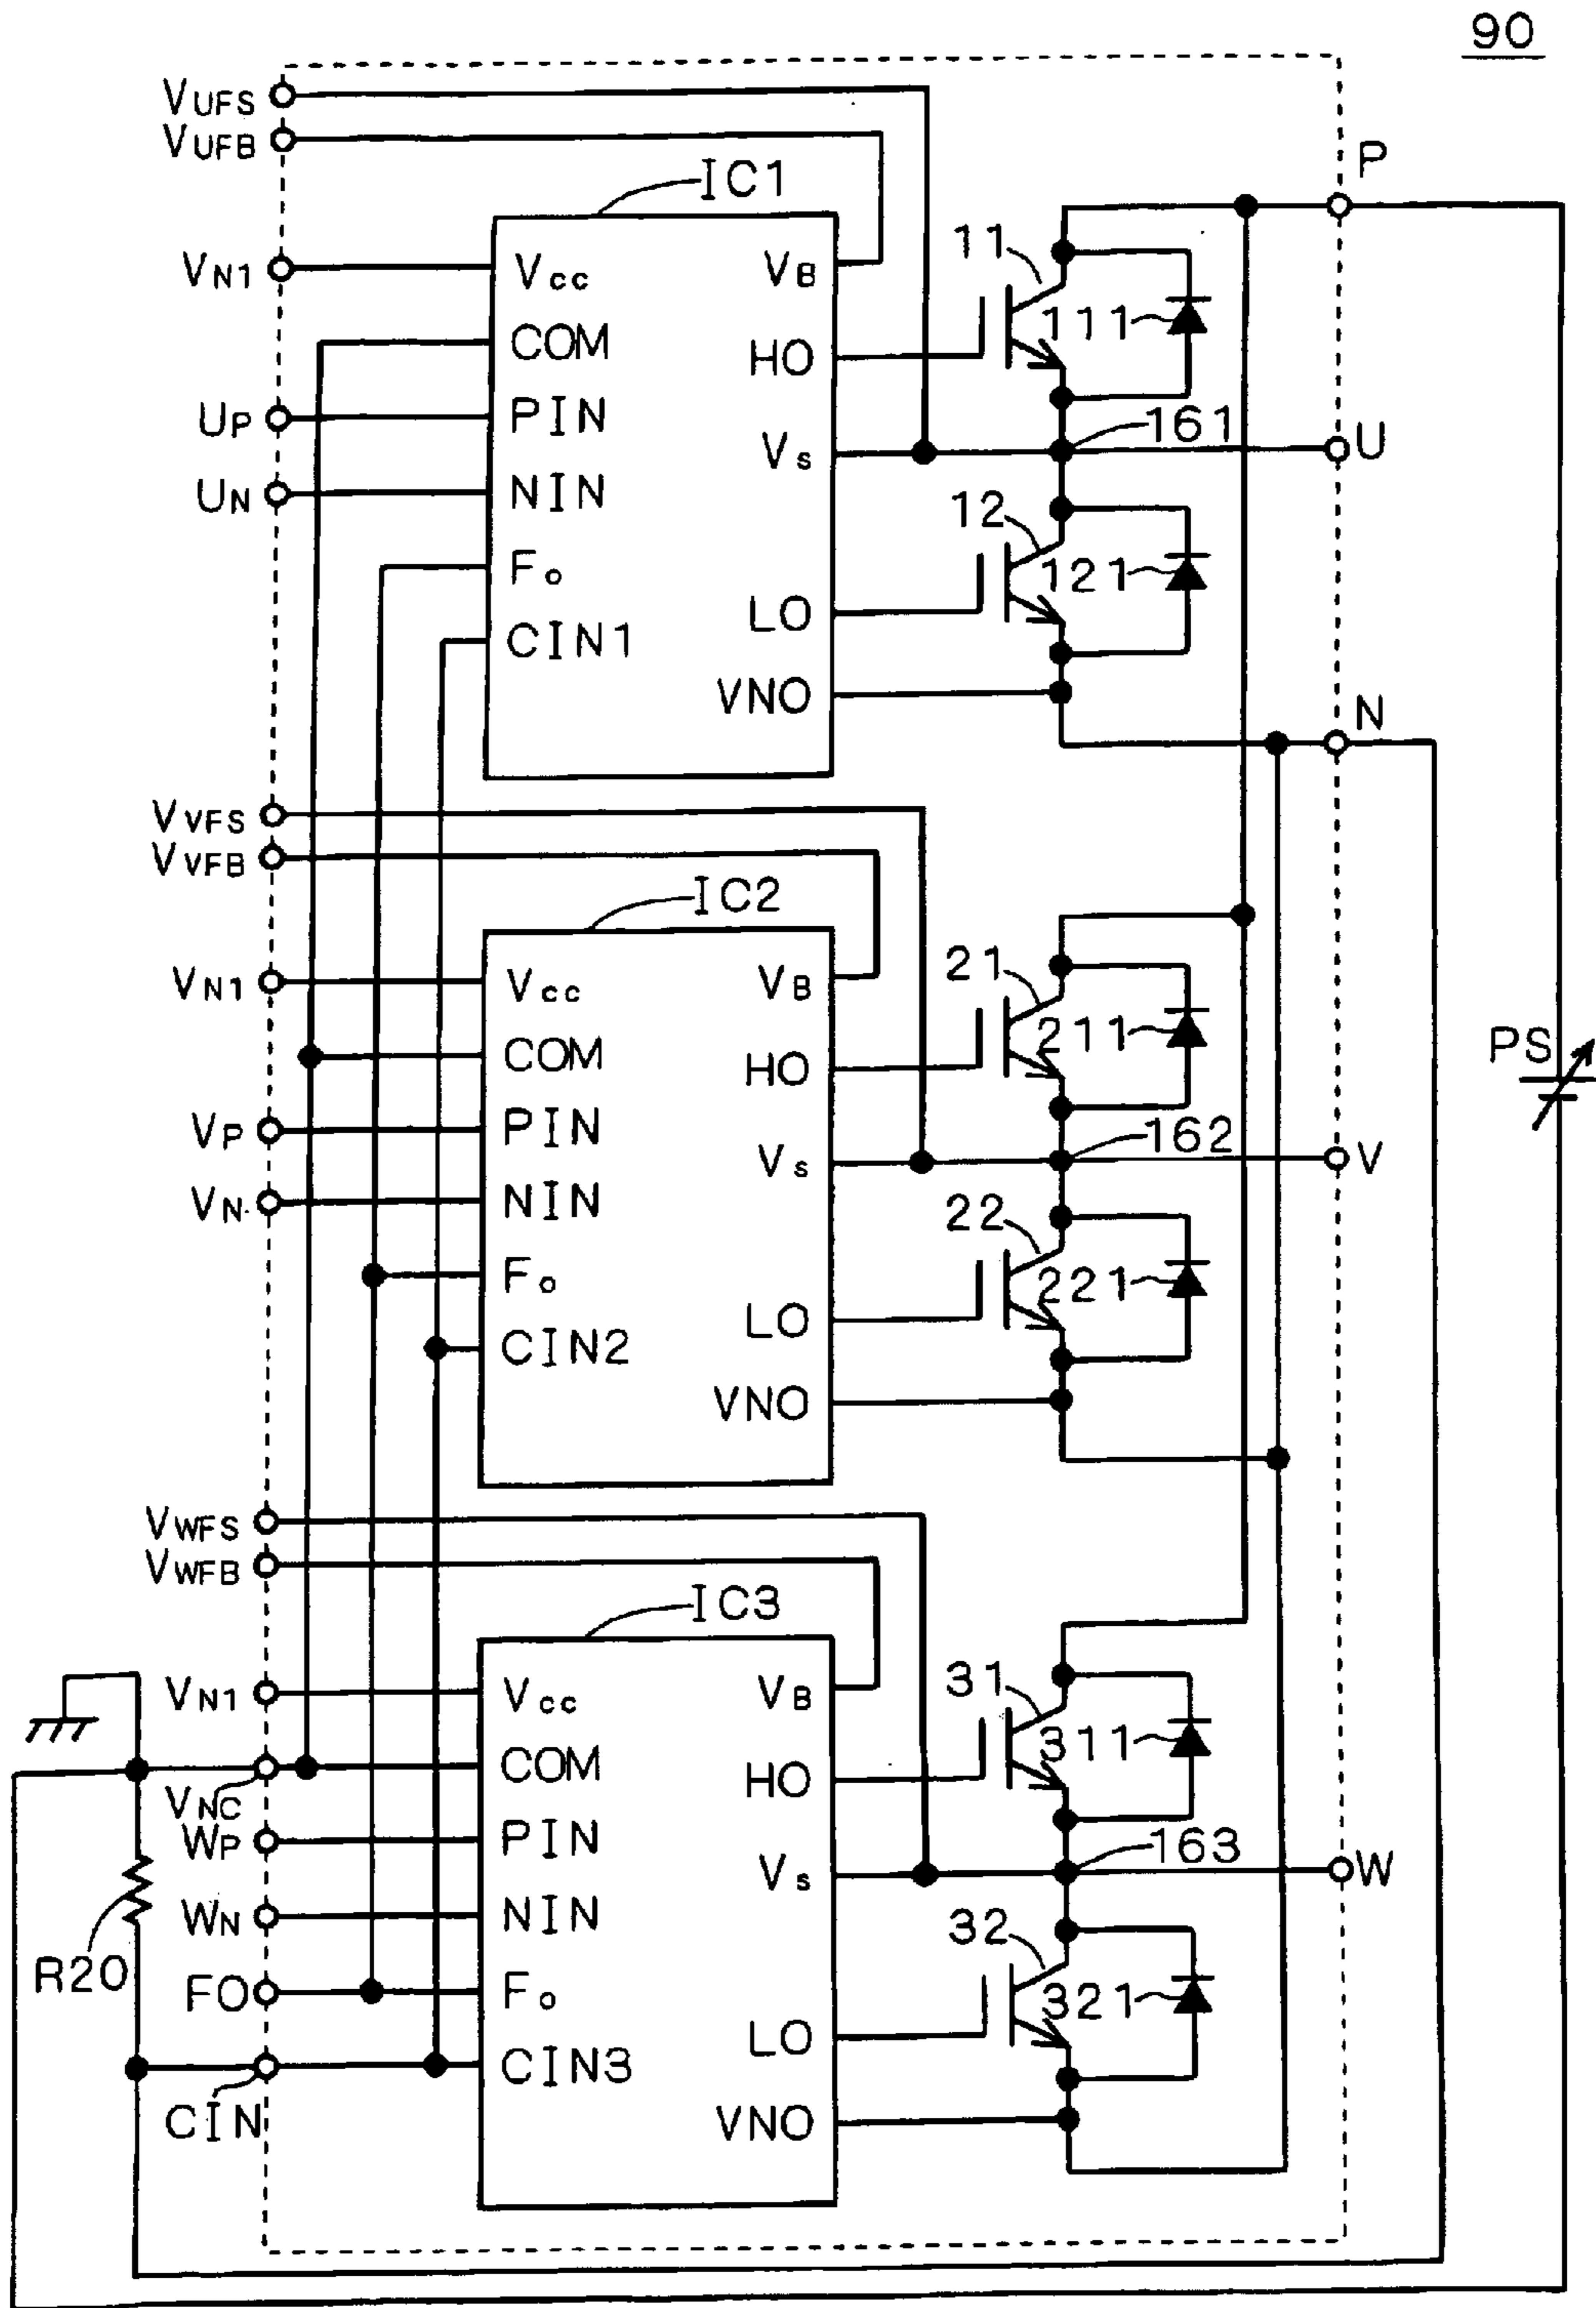 90
VUFS
VUFB
IC1
P
VN1
Vcc
VB
11
111
COM
HO
UP
PIN
Vs
161
U
UN
NIN
12
121
Fo
LO
CIN1
VNO
N
VVFS
VVFB
IC2
VN1
Vcc
VB
21
211
PS
COM
HO
VP
PIN
Vs
162
V
VN
NIN
22
221
Fo
LO
CIN2
VNO
VWFS
VWFB
IC3
VN1
Vcc
VB
31
311
COM
HO
VNC
WP
PIN
Vs
163
W
WN
NIN
32
321
R20
FO
Fo
LO
CIN3
CIN
VNO